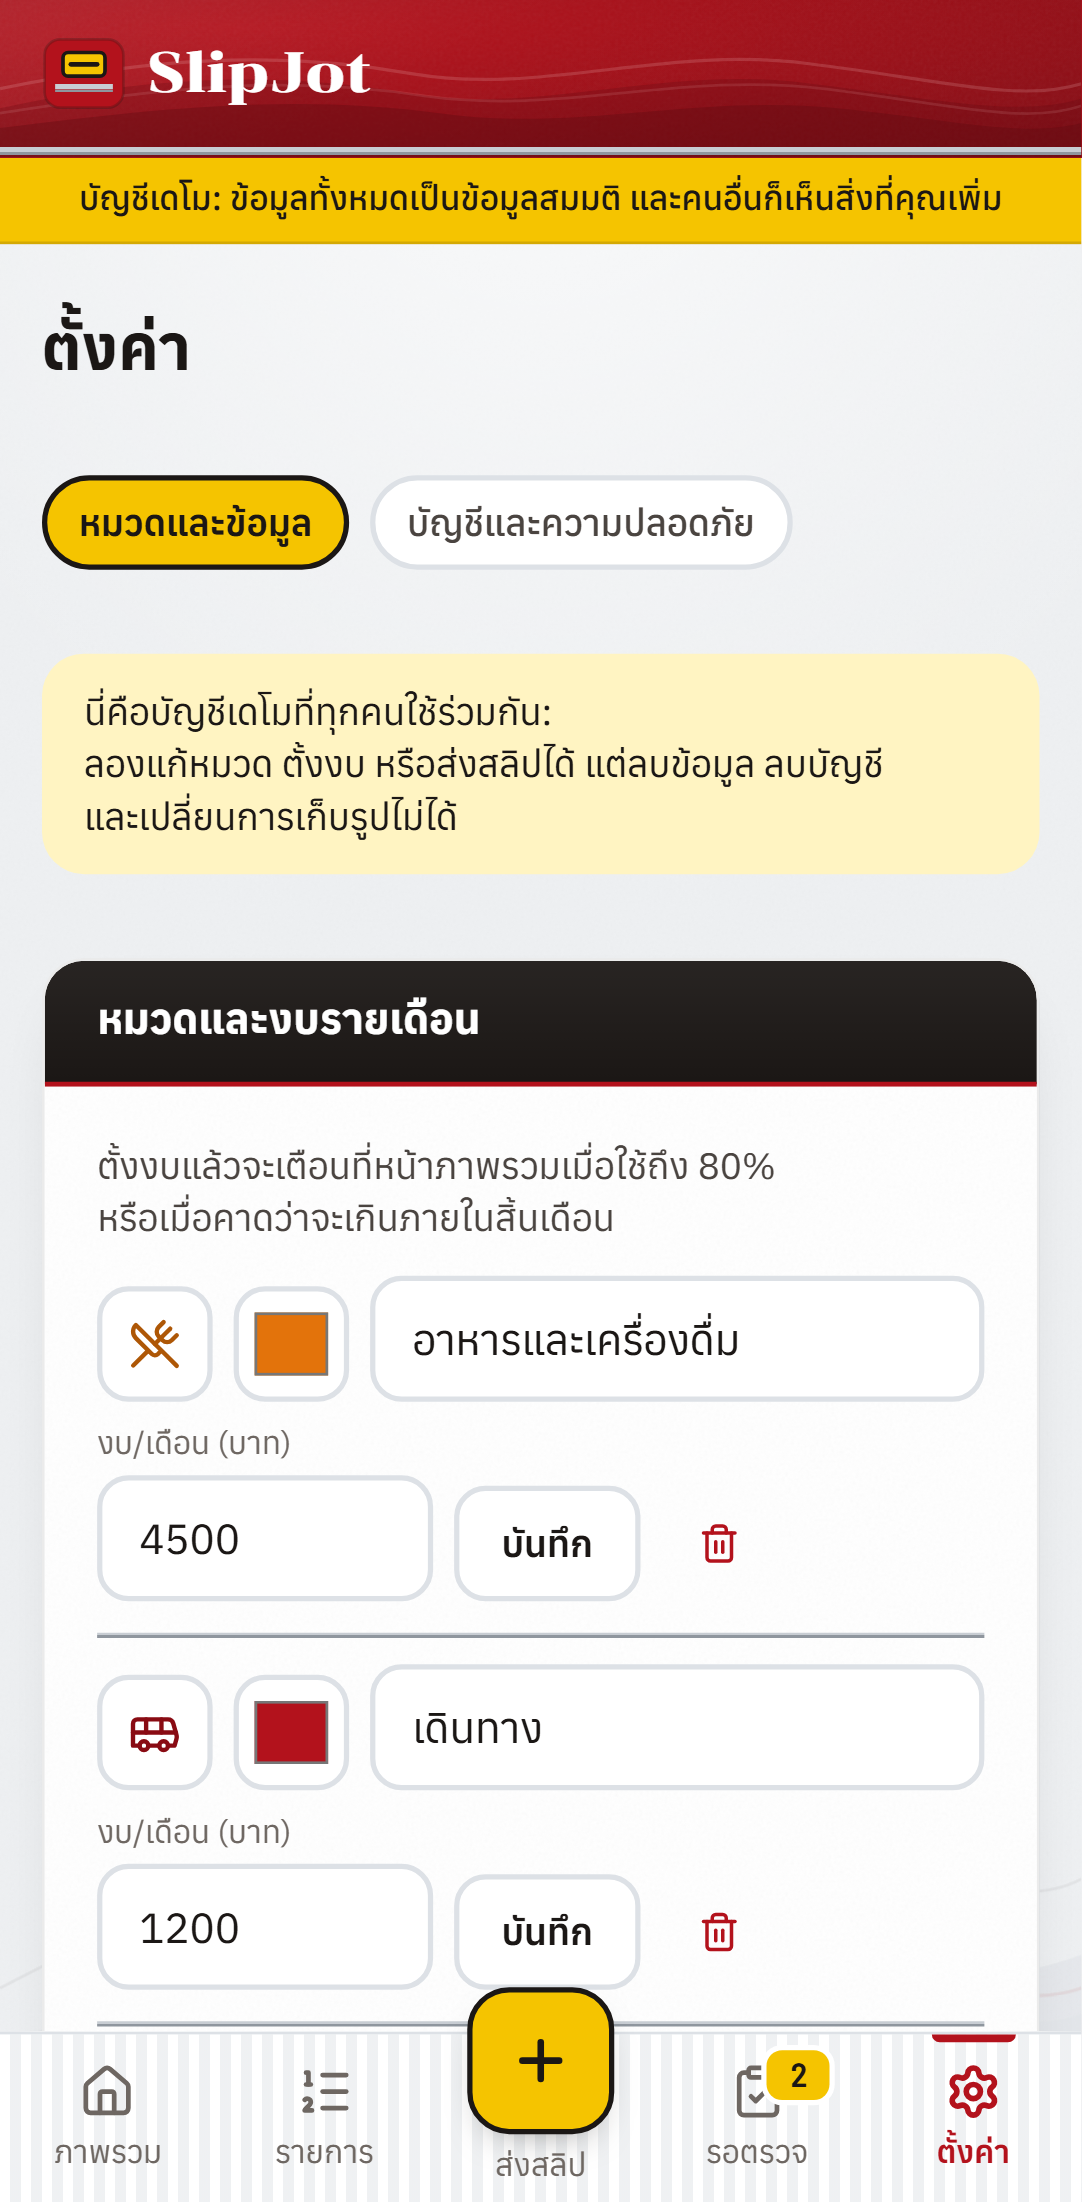 SlipJot
บัญชีเดโม: ข้อมูลทั้งหมดเป็นข้อมูลสมมติ และคนอื่นก็เห็นสิ่งที่คุณเพิ่ม
ตั้งค่า
หมวดและข้อมูล
บัญชีและความปลอดภัย
นี่คือบัญชีเดโมที่ทุกคนใช้ร่วมกัน:
ลองแก้หมวด ตั้งงบ หรือส่งสลิปได้ แต่ลบข้อมูล ลบบัญชี
และเปลี่ยนการเก็บรูปไม่ได้
หมวดและงบรายเดือน
ตั้งงบแล้วจะเตือนที่หน้าภาพรวมเมื่อใช้ถึง 80%
หรือเมื่อคาดว่าจะเกินภายในสิ้นเดือน
อาหารและเครื่องดื่ม
งบ/เดือน (บาท)
4500
บันทึก
เดินทาง
งบ/เดือน (บาท)
1200
บันทึก
2
ภาพรวม
รายการ
ส่งสลิป
รอตรวจ
ตั้งค่า